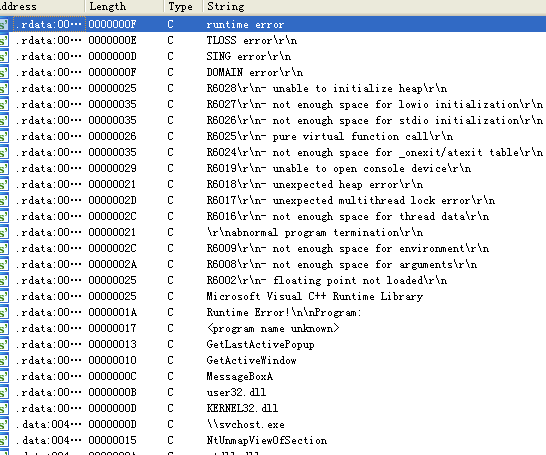 ddress Length Type String
.rdata:00… 0000000F C runtime error
.rdata:00… 0000000E C TLOSS error\r\n
.rdata:00… 0000000D C SING error\r\n
.rdata:00… 0000000F C DOMAIN error\r\n
.rdata:00… 00000025 C R6028\r\n- unable to initialize heap\r\n
.rdata:00… 00000035 C R6027\r\n- not enough space for lowio initialization\r\n
.rdata:00… 00000035 C R6026\r\n- not enough space for stdio initialization\r\n
.rdata:00… 00000026 C R6025\r\n- pure virtual function call\r\n
.rdata:00… 00000035 C R6024\r\n- not enough space for _onexit/atexit table\r\n
.rdata:00… 00000029 C R6019\r\n- unable to open console device\r\n
.rdata:00… 00000021 C R6018\r\n- unexpected heap error\r\n
.rdata:00… 0000002D C R6017\r\n- unexpected multithread lock error\r\n
.rdata:00… 0000002C C R6016\r\n- not enough space for thread data\r\n
.rdata:00… 00000021 C \r\nabnormal program termination\r\n
.rdata:00… 0000002C C R6009\r\n- not enough space for environment\r\n
.rdata:00… 0000002A C R6008\r\n- not enough space for arguments\r\n
.rdata:00… 00000025 C R6002\r\n- floating point not loaded\r\n
.rdata:00… 00000025 C Microsoft Visual C++ Runtime Library
.rdata:00… 0000001A C Runtime Error!\n\nProgram:
.rdata:00… 00000017 C <program name unknown>
.rdata:00… 00000013 C GetLastActivePopup
.rdata:00… 00000010 C GetActiveWindow
.rdata:00… 0000000C C MessageBoxA
.rdata:00… 0000000B C user32.dll
.rdata:00… 0000000D C KERNEL32.dll
.data:004… 0000000D C \\svchost.exe
.data:004… 00000015 C NtUnmapViewOfSection